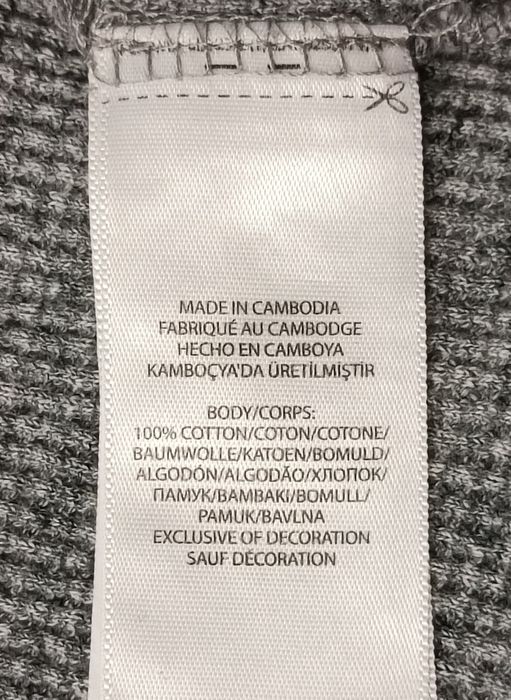 MADE IN CAMBODIA
FABRIQUÉ AU CAMBODGE
HECHO EN CAMBOYA
KAMBOÇYA'DA ÜRETİLMİŞTİR
BODY/CORPS:
100% COTTON/COTON/COTONE/
BAUMWOLLE/KATOEN/BOMULD/
ALGODÓN/ALGODÃO/ХЛОПОК/
ПАМУК/BAMBAKI/BOMULL/
PAMUK/BAVLNA
EXCLUSIVE OF DECORATION
SAUF DÉCORATION